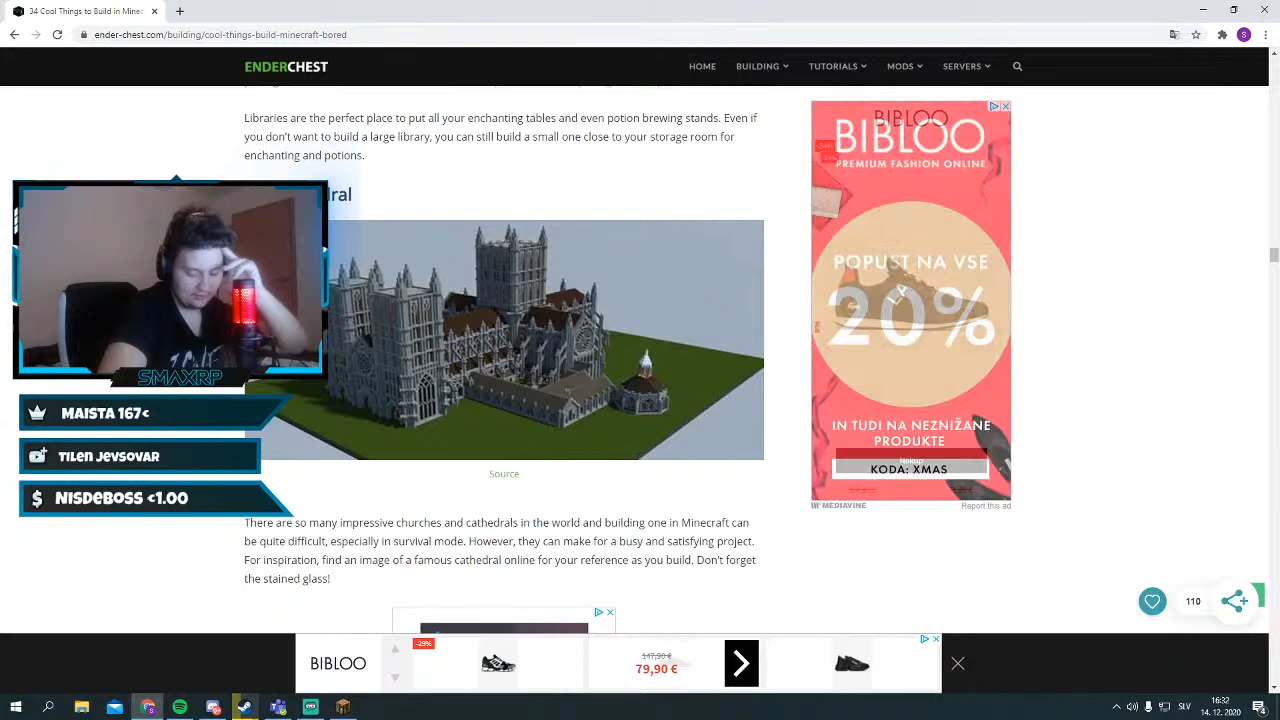 34 Cool Things to Build in Minec
enderchest.com/building/cool-things-build-minecraft-bored
S
ENDERCHEST
HOME
BUILDING
TUTORIALS
MODS
SERVERS
Libraries are the perfect place to put all your enchanting tables and even potion brewing stands. Even if
you don't want to build a large library, you can still build a small one close to your storage room for
enchanting and potions.
dral
SMAXRP
MAISTA 167€
TILEN JEVSOVAR
NISDEBOSS €1.00
Source
There are so many impressive churches and cathedrals in the world and building one in Minecraft can
be quite difficult, especially in survival mode. However, they can make for a busy and satisfying project.
For inspiration, find an image of a famous cathedral online for your reference as you build. Don't forget
the stained glass!
BIBLOO
BIBLOO
PREMIUM FASHION ONLINE
POPUST NA VSE
20%
IN TUDI NA NEZNIŽANE
PRODUKTE
Nakup
KODA: XMAS
MEDIAVINE
Report this ad
110
BIBLOO
-29%
147,90 €
79,90 €
SLV
16:32
14. 12. 2020
4